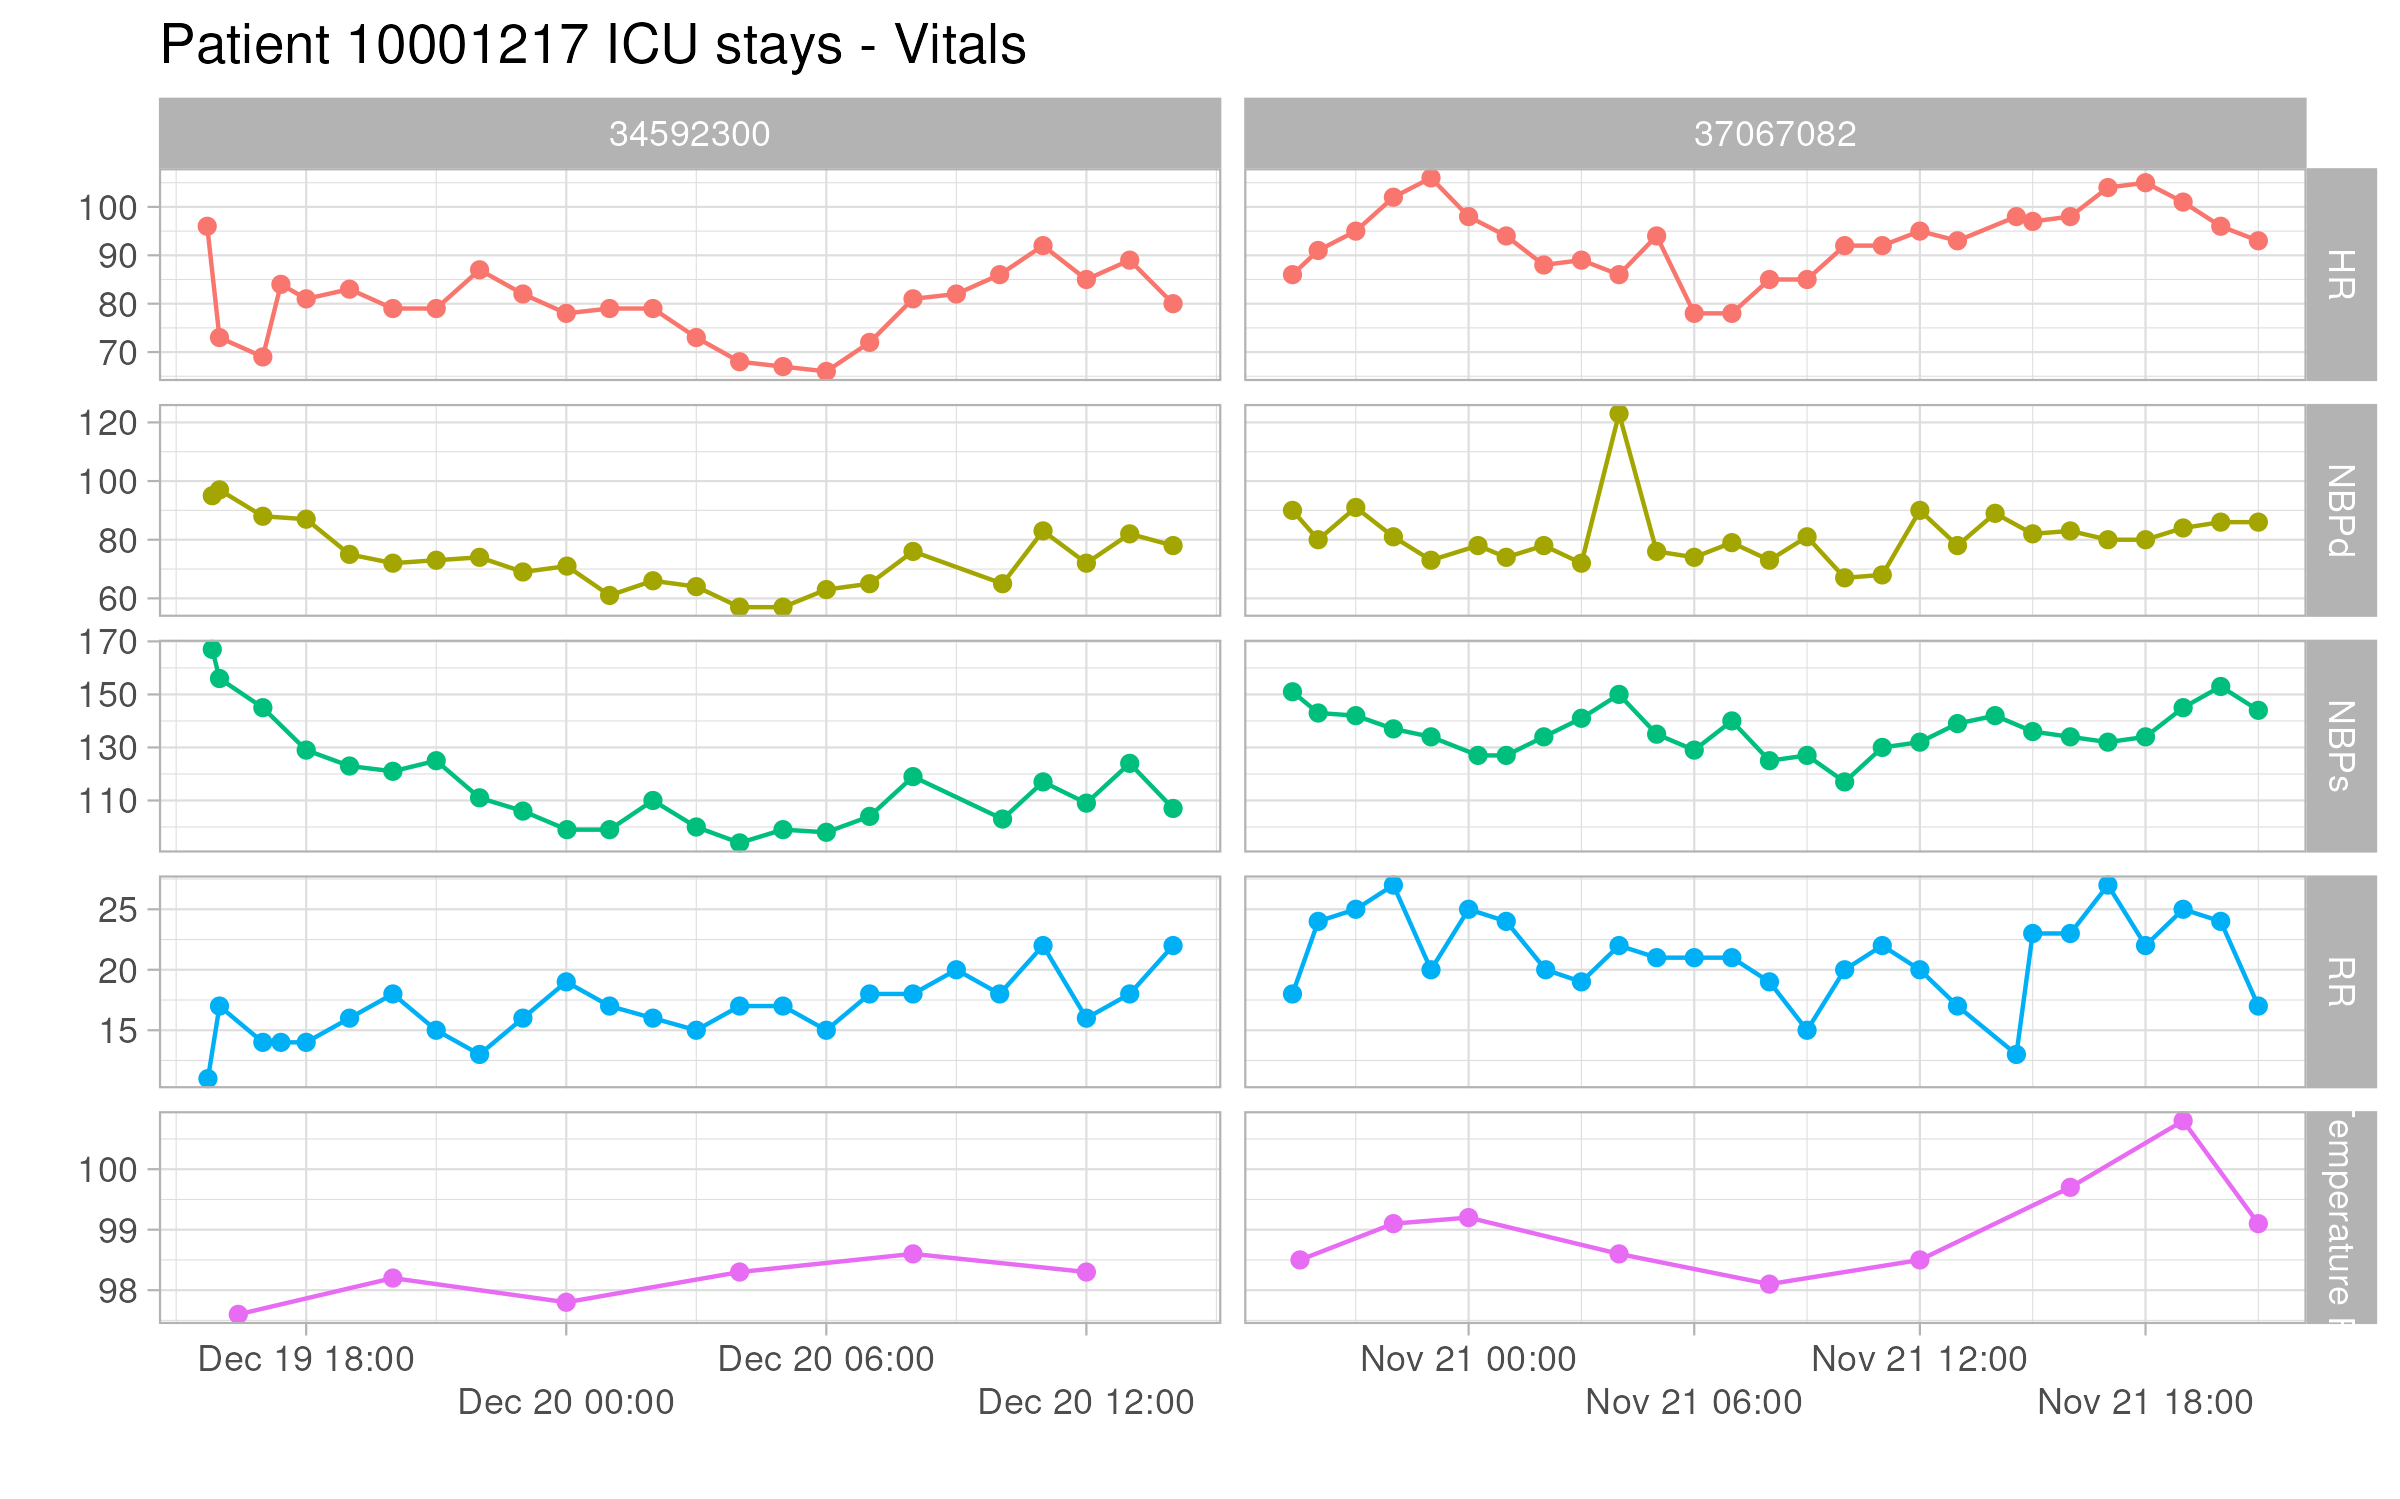 Patient 10001217 ICU stays - Vitals
34592300
37067082
100
90
80
70
HR
120
100
80
60
NBPd
170
150
130
110
NBPs
25
20
15
RR
100
99
98
Temperature F
Dec 19 18:00
Dec 20 06:00
Nov 21 00:00
Nov 21 12:00
Dec 20 00:00
Dec 20 12:00
Nov 21 06:00
Nov 21 18:00